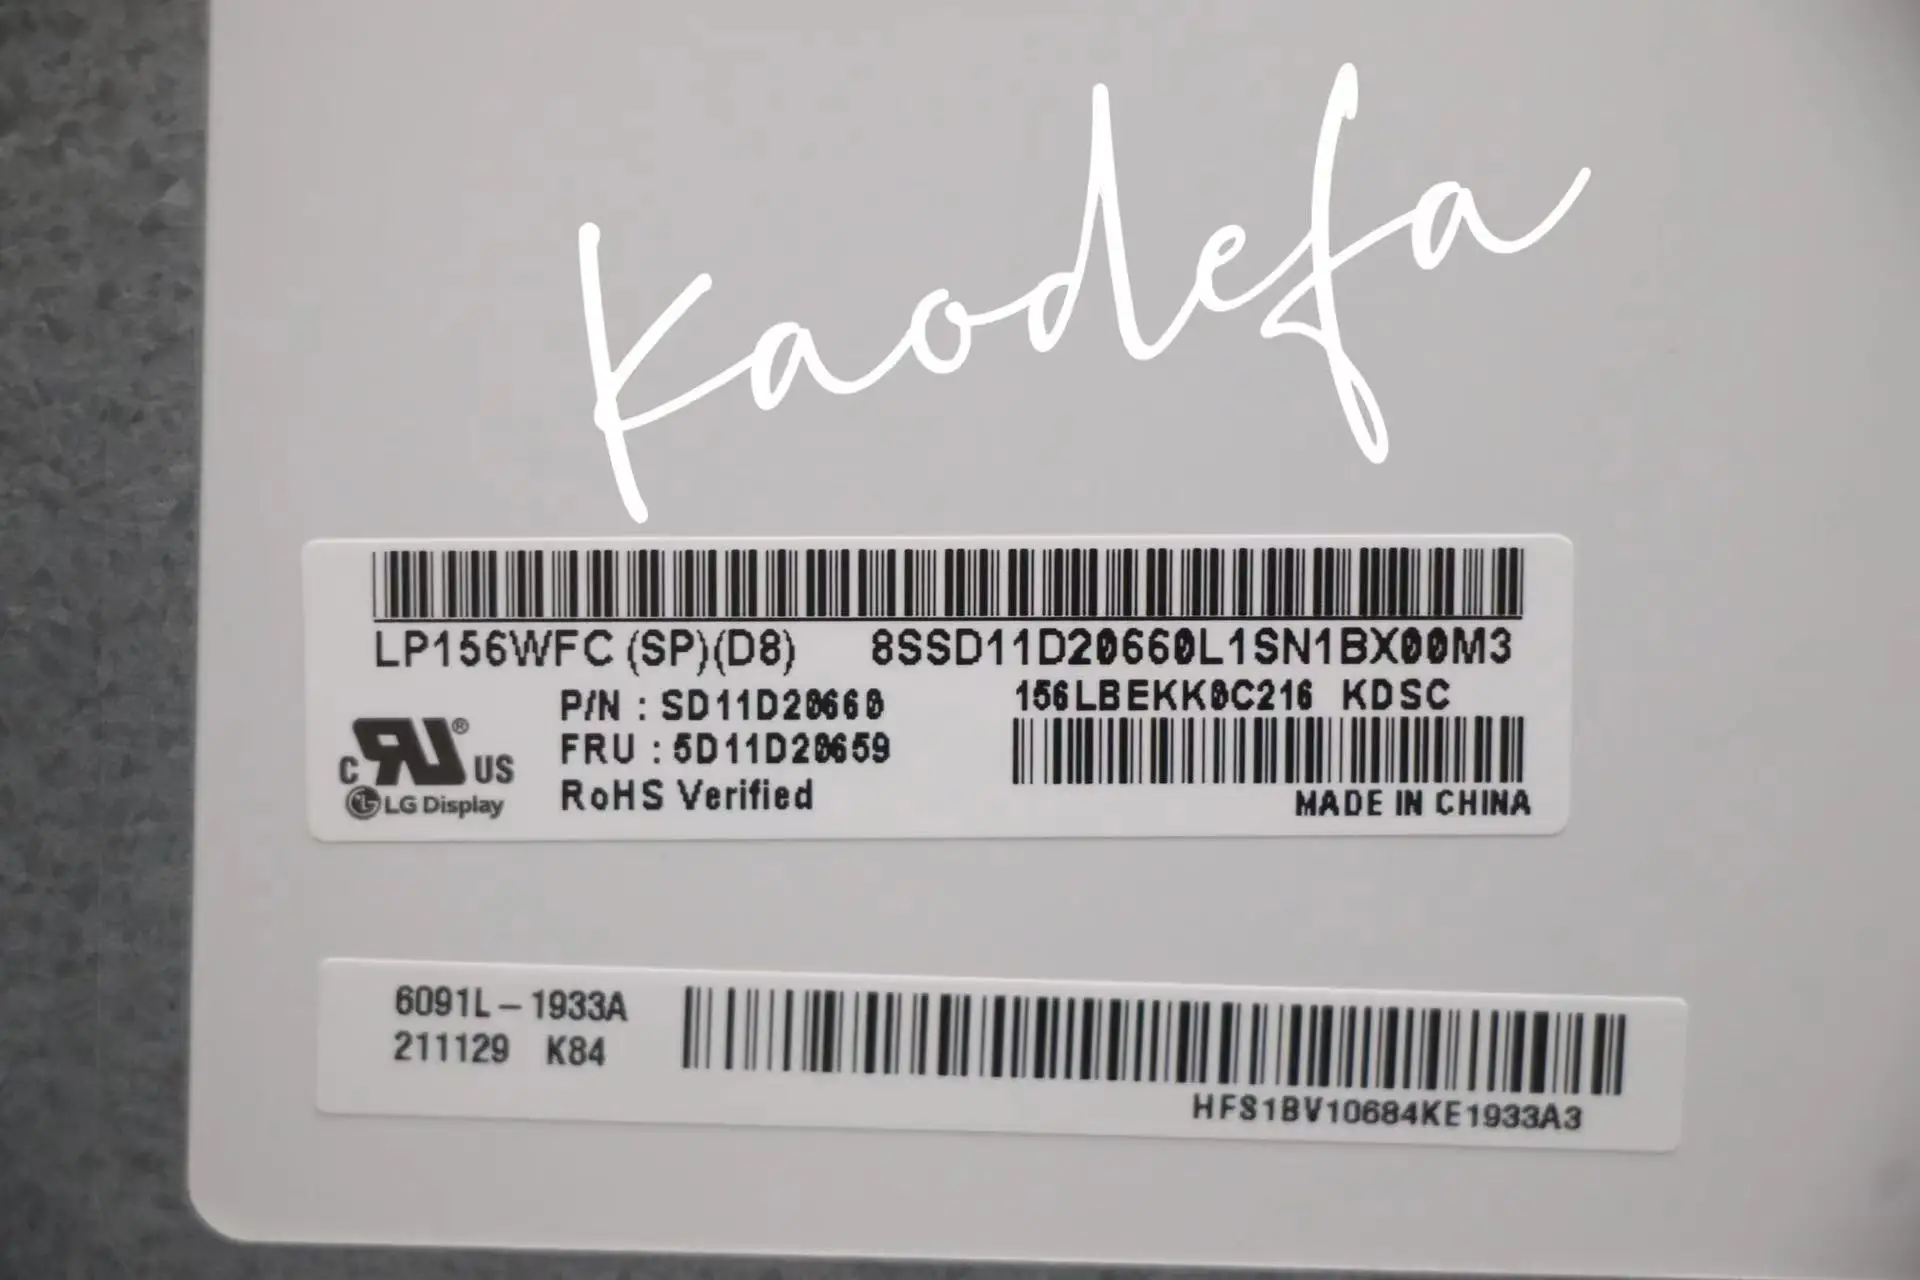 Kaodefa
LP156WFC (SP)(D8) 8SSD11D20660L1SN1BX00M3
P/N : SD11D20660
156LBEKK0C216 KDSC
FRU : 5D11D20659
C UR ® US
RoHS Verified
LG Display
MADE IN CHINA
6091L-1933A
211129 K84
HFS1BV10684KE1933A3